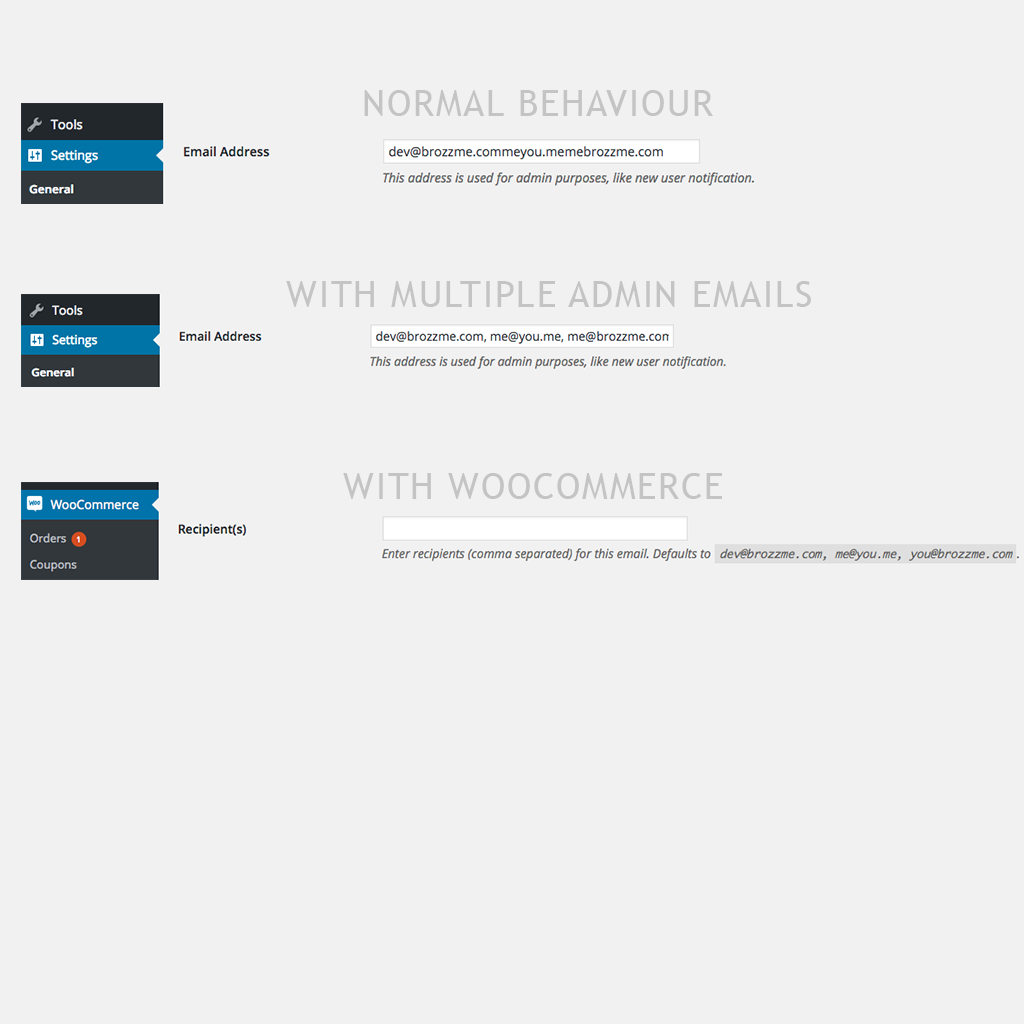 NORMAL BEHAVIOUR
Tools
Settings
General
Email Address
dev@brozzme.commeyou.memebrozzme.com
This address is used for admin purposes, like new user notification.
WITH MULTIPLE ADMIN EMAILS
Tools
Settings
General
Email Address
dev@brozzme.com, me@you.me, me@brozzme.com
This address is used for admin purposes, like new user notification.
WITH WOOCOMMERCE
WOO WooCommerce
Orders 1
Coupons
Recipient(s)
Enter recipients (comma separated) for this email. Defaults to dev@brozzme.com, me@you.me, you@brozzme.com.